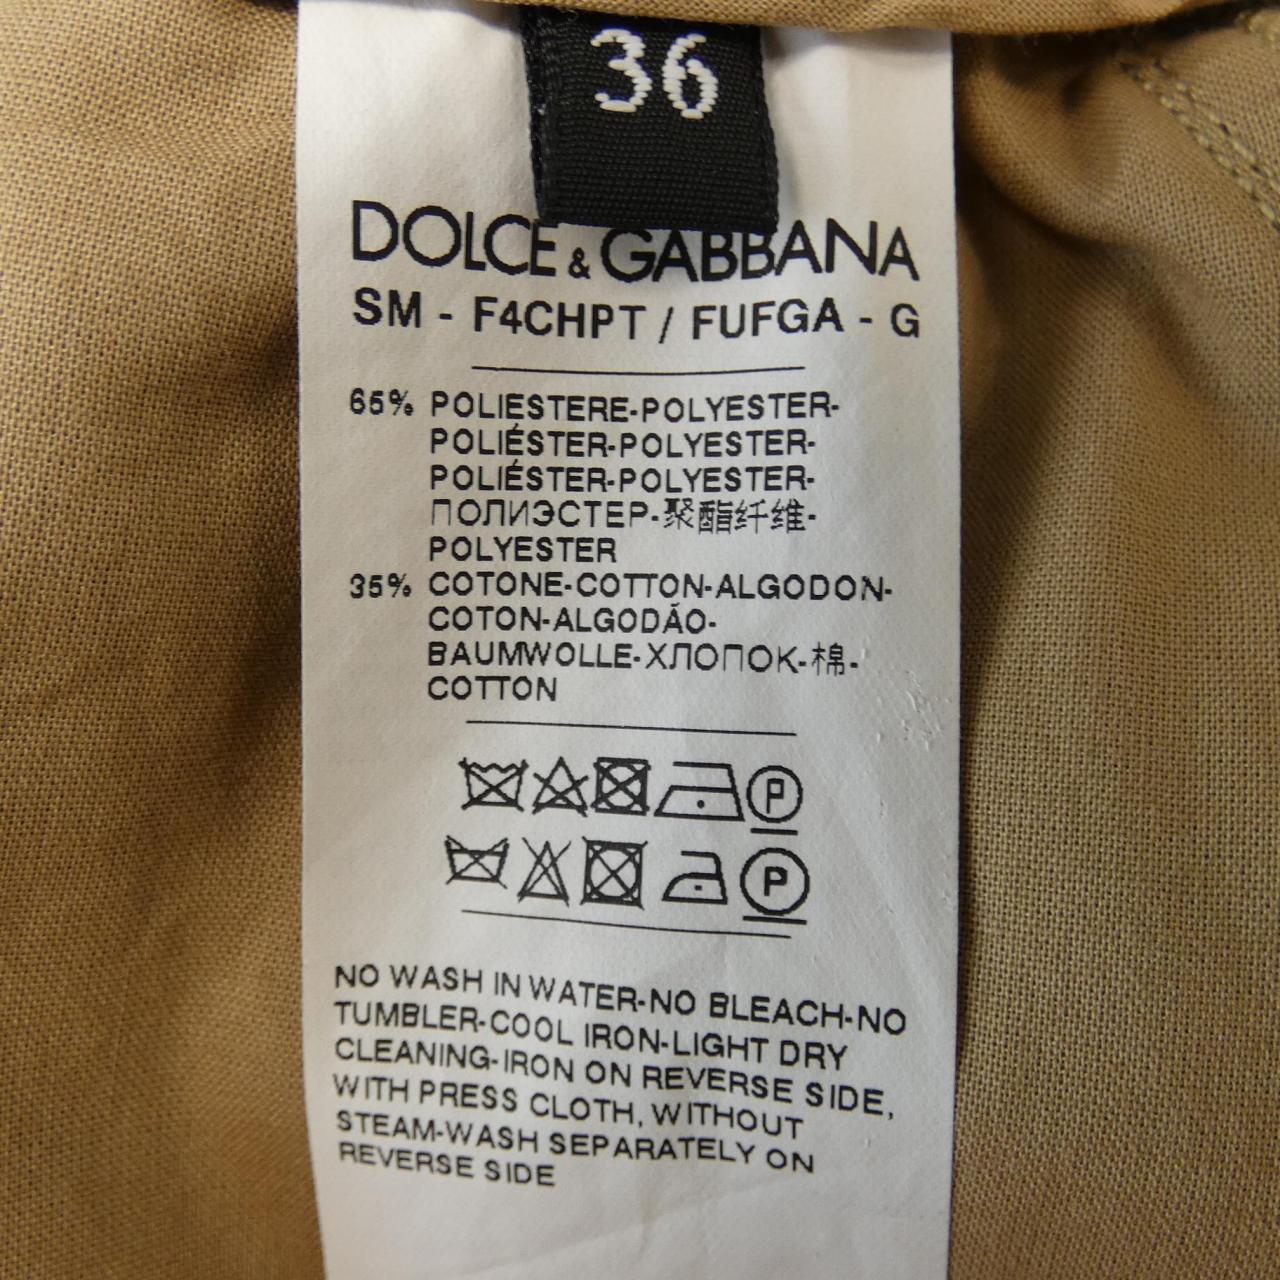 36
DOLCE & GABBANA
SM - F4CHPT / FUFGA - G
65% POLIESTERE-POLYESTER-
POLIÉSTER-POLYESTER-
POLIÉSTER-POLYESTER-
ПОЛИЭСТЕР-聚酯纤维-
POLYESTER
35% COTONE-COTTON-ALGODON-
COTON-ALGODÃO-
BAUMWOLLE-ХЛОПОК-棉-
COTTON
P
P
NO WASH IN WATER-NO BLEACH-NO
TUMBLER-COOL IRON-LIGHT DRY
CLEANING-IRON ON REVERSE SIDE,
WITH PRESS CLOTH, WITHOUT
STEAM-WASH SEPARATELY ON
REVERSE SIDE